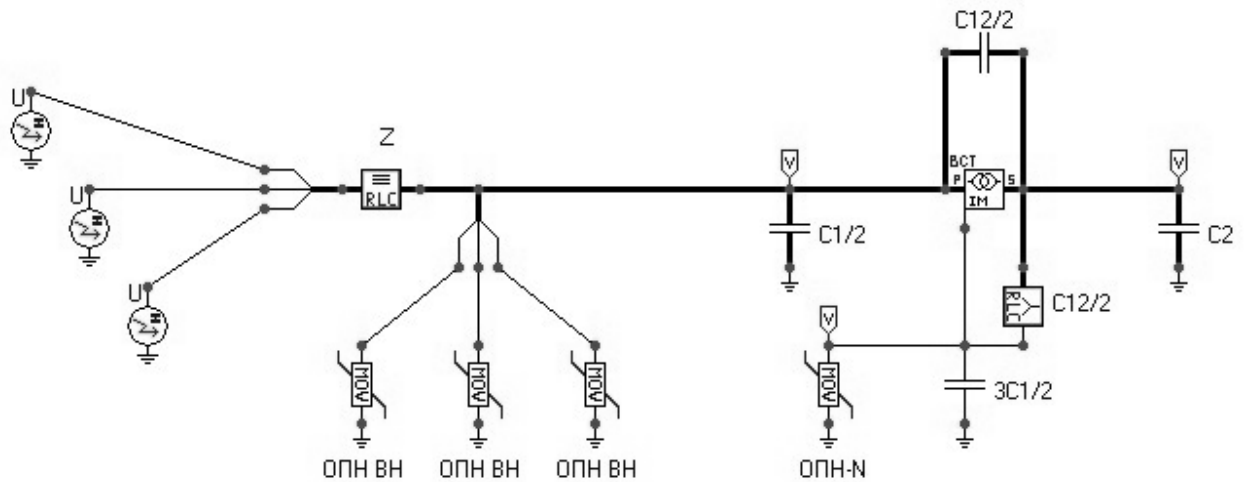 C12/2
U
H
Z
RLC
V
BCT
P
S
IM
V
U
H
C1/2
C2
U
H
RLC
C12/2
V
MOV
MOV
MOV
MOV
3C1/2
ОПН ВН
ОПН ВН
ОПН ВН
ОПН-N